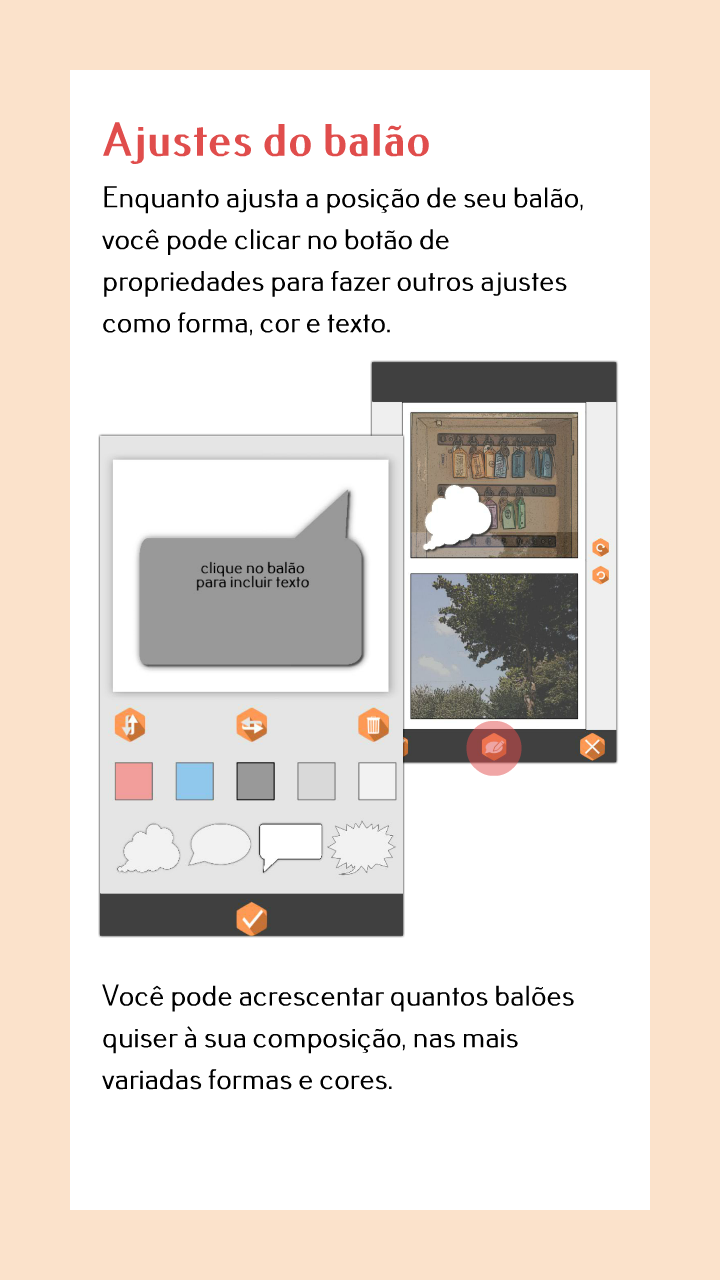 Ajustes do balão
Enquanto ajusta a posição de seu balão,
você pode clicar no botão de
propriedades para fazer outros ajustes
como forma, cor e texto.
clique no balão
para incluir texto
Você pode acrescentar quantos balões
quiser à sua composição, nas mais
variadas formas e cores.